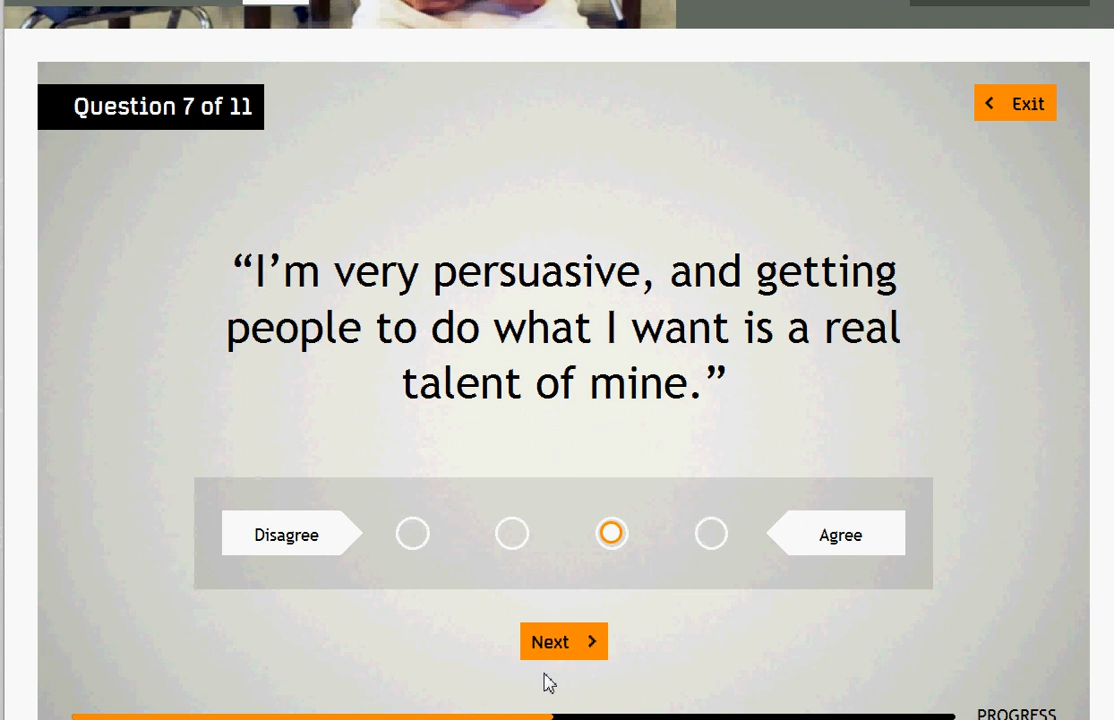 Question 7 of 11
Exit
“I’m very persuasive, and getting
people to do what I want is a real
talent of mine.”
Disagree
Agree
Next
PROGRESS